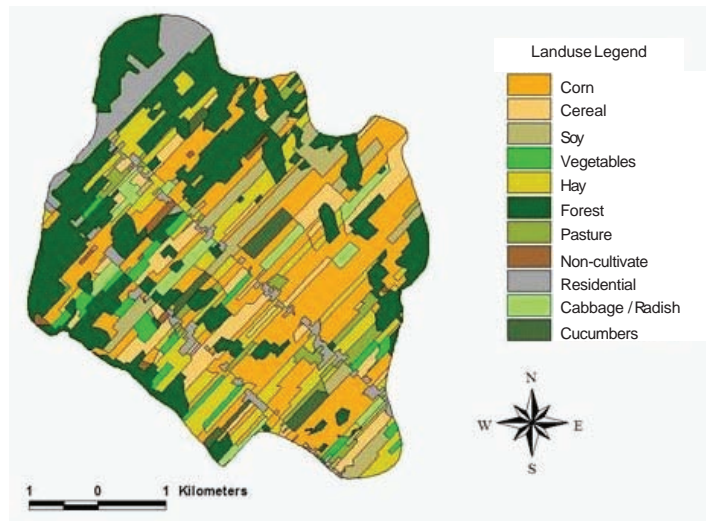 Landuse Legend
Corn
Cereal
Soy
Vegetables
Hay
Forest
Pasture
Non-cultivate
Residential
Cabbage / Radish
Cucumbers
N
W E
S
1 0 1 Kilometers